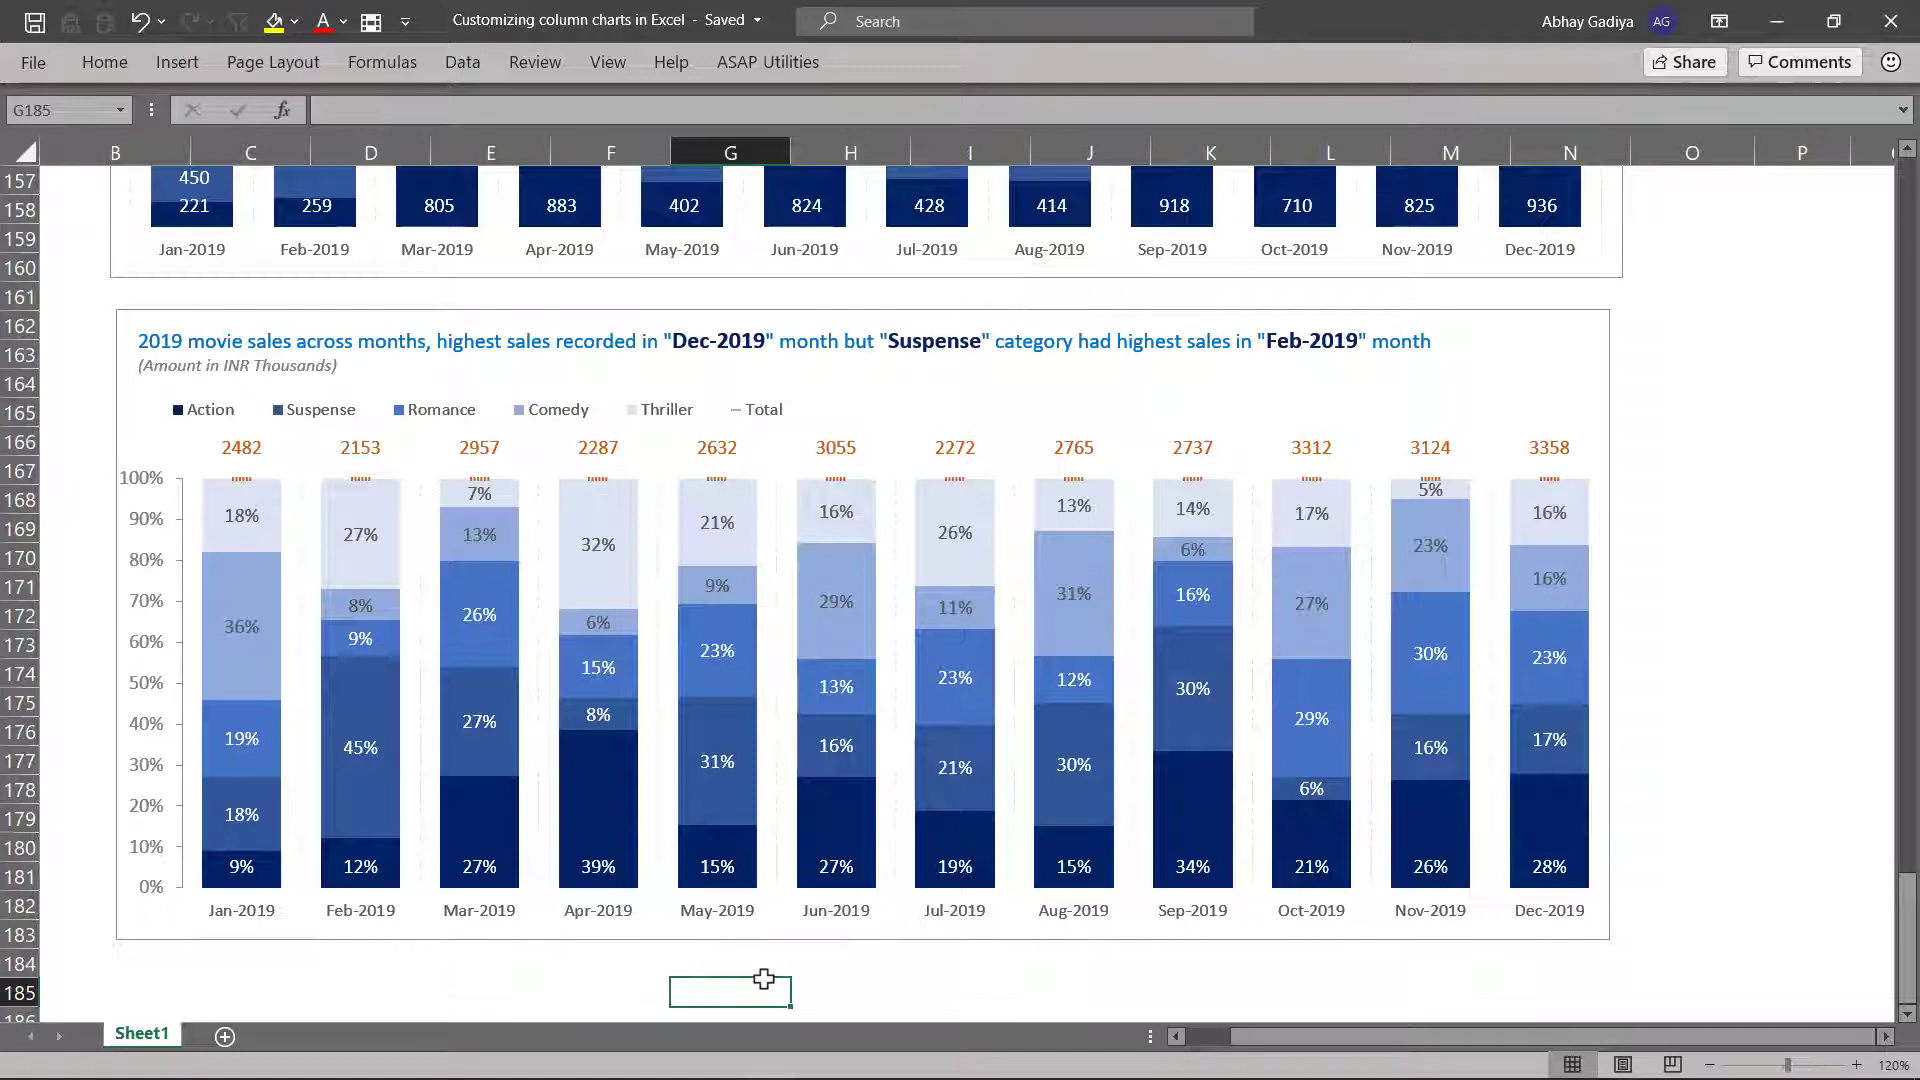 Customizing column charts in Excel - Saved
Search
Abhay Gadiya AG
File Home Insert Page Layout Formulas Data Review View Help ASAP Utilities
Share Comments
G185 fx
B C D E F G H I J K L M N O P
157 450
158 221 259 805 883 402 824 428 414 918 710 825 936
159 Jan-2019 Feb-2019 Mar-2019 Apr-2019 May-2019 Jun-2019 Jul-2019 Aug-2019 Sep-2019 Oct-2019 Nov-2019 Dec-2019
160
161
162
2019 movie sales across months, highest sales recorded in "Dec-2019" month but "Suspense" category had highest sales in "Feb-2019" month
163
(Amount in INR Thousands)
164
165 Action Suspense Romance Comedy Thriller Total
166 2482 2153 2957 2287 2632 3055 2272 2765 2737 3312 3124 3358
167 100% 7% 5%
168 18% 21% 16% 13% 14% 17% 16%
169 90% 27% 13% 32% 26% 23%
170 80% 6%
171 70% 9% 16%
172 36% 8% 6% 29% 11% 31% 16% 27%
173 60% 9% 26% 23% 30% 23%
174 15% 23% 12%
175 50% 13% 30%
176 40% 19% 45% 27% 8% 16% 29% 16% 17%
177 30% 31% 21% 30%
178 6%
179 20% 18%
180 10%
181 9% 12% 27% 39% 15% 27% 19% 15% 34% 21% 26% 28%
0%
182
Jan-2019 Feb-2019 Mar-2019 Apr-2019 May-2019 Jun-2019 Jul-2019 Aug-2019 Sep-2019 Oct-2019 Nov-2019 Dec-2019
183
184
185
186
Sheet1
120%